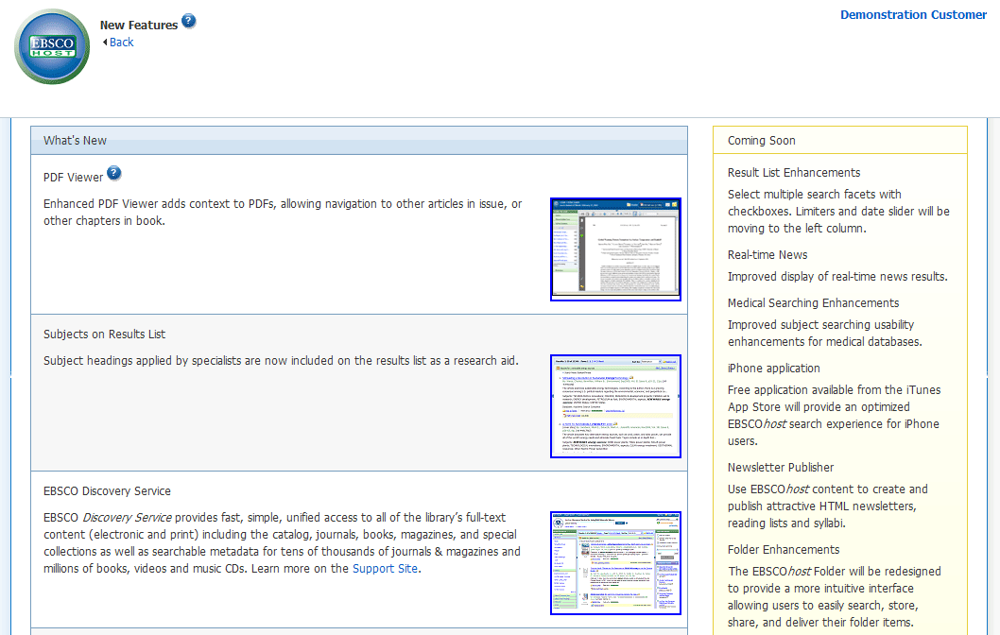 New Features
Back
Demonstration Customer
EBSCO
HOST
What's New
PDF Viewer
Enhanced PDF Viewer adds context to PDFs, allowing navigation to other articles in issue, or
other chapters in book.
Subjects on Results List
Subject headings applied by specialists are now included on the results list as a research aid.
EBSCO Discovery Service
EBSCO Discovery Service provides fast, simple, unified access to all of the library’s full-text
content (electronic and print) including the catalog, journals, books, magazines, and special
collections as well as searchable metadata for tens of thousands of journals & magazines and
millions of books, videos and music CDs. Learn more on the Support Site.
Coming Soon
Result List Enhancements
Select multiple search facets with
checkboxes. Limiters and date slider will be
moving to the left column.
Real-time News
Improved display of real-time news results.
Medical Searching Enhancements
Improved subject searching usability
enhancements for medical databases.
iPhone application
Free application available from the iTunes
App Store will provide an optimized
EBSCOhost search experience for iPhone
users.
Newsletter Publisher
Use EBSCOhost content to create and
publish attractive HTML newsletters,
reading lists and syllabi.
Folder Enhancements
The EBSCOhost Folder will be redesigned
to provide a more intuitive interface
allowing users to easily search, store,
share, and deliver their folder items.